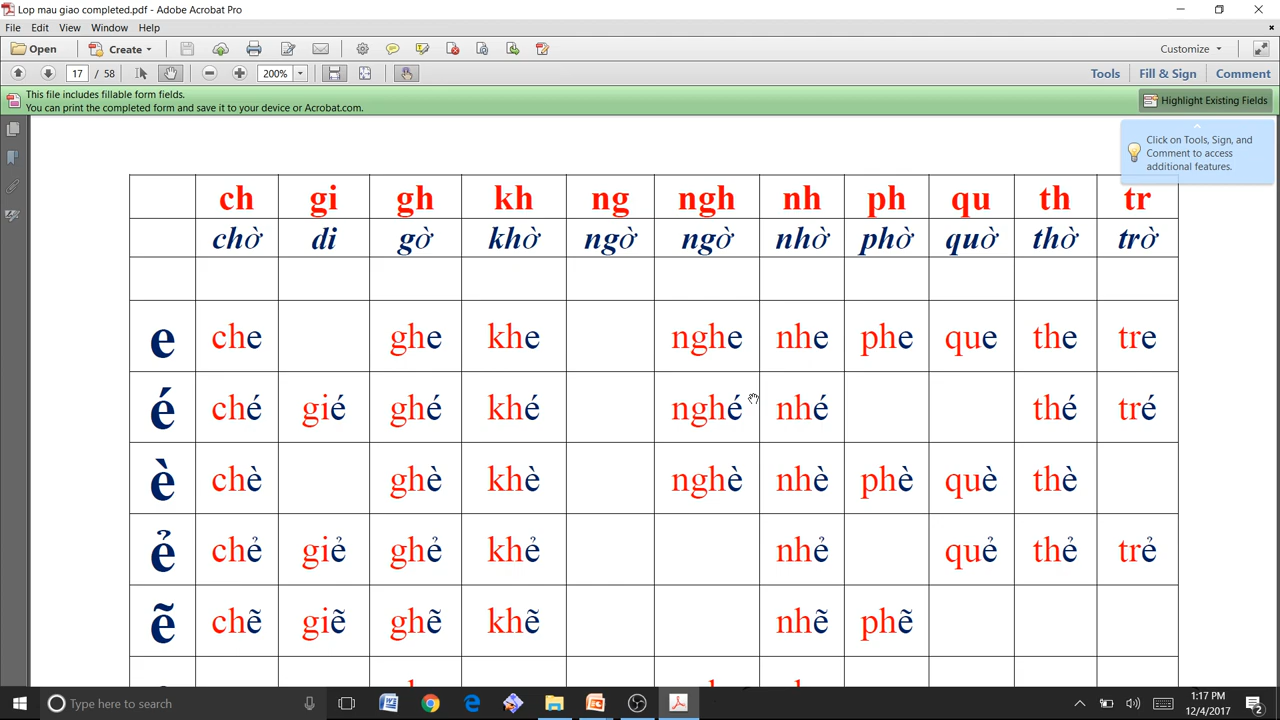 Lop mau giao completed.pdf - Adobe Acrobat Pro
File Edit View Window Help
Open Create Customize
17 / 58 200% Tools Fill & Sign Comment
This file includes fillable form fields.
You can print the completed form and save it to your device or Acrobat.com.
Highlight Existing Fields
Click on Tools, Sign, and
Comment to access
additional features.
ch gi gh kh ng ngh nh ph qu th tr
chờ di gờ khờ ngờ ngờ nhờ phờ quờ thờ trờ
e che ghe khe nghe nhe phe que the tre
é ché gié ghé khé nghé nhé thé tré
è chè ghè khè nghè nhè phè què thè
ẻ chẻ giẻ ghẻ khẻ nhẻ quẻ thẻ trẻ
ẽ chẽ giẽ ghẽ khẽ nhẽ phẽ
Type here to search
1:17 PM
12/4/2017
2